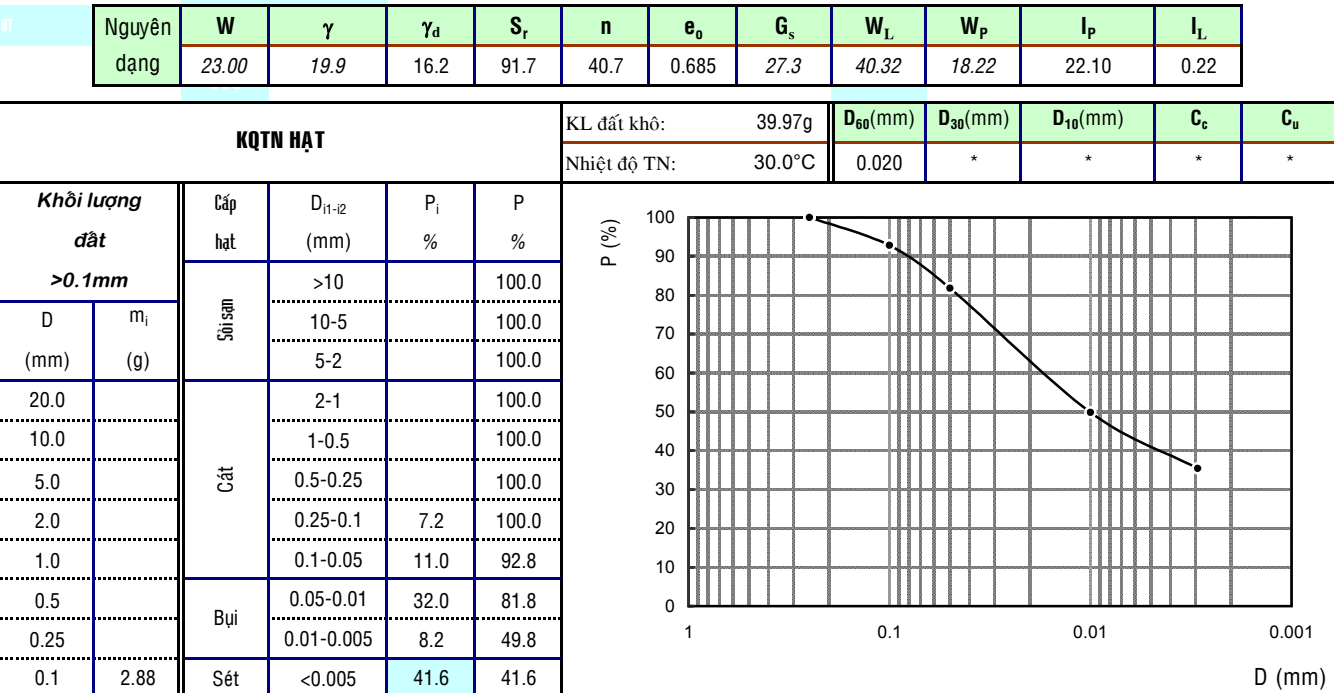 Nguyên W γ γd Sr n eo Gs WL WP IP IL
dạng 23.00 19.9 16.2 91.7 40.7 0.685 27.3 40.32 18.22 22.10 0.22
KQTN HẠT
KL đất khô: 39.97g
Nhiệt độ TN: 30.0°C
D60(mm) D30(mm) D10(mm) Cc Cu
0.020 * * * *
Khối lượng
đất
>0.1mm
D mi
(mm) (g)
20.0
10.0
5.0
2.0
1.0
0.5
0.25
0.1 2.88
Cấp Di1-i2 Pi P
hạt (mm) % %
Sỏi sạn
>10 100.0
10-5 100.0
5-2 100.0
Cát
2-1 100.0
1-0.5 100.0
0.5-0.25 100.0
0.25-0.1 7.2 100.0
0.1-0.05 11.0 92.8
Bụi
0.05-0.01 32.0 81.8
0.01-0.005 8.2 49.8
Sét <0.005 41.6 41.6
P (%)
100
90
80
70
60
50
40
30
20
10
0
1 0.1 0.01 0.001
D (mm)